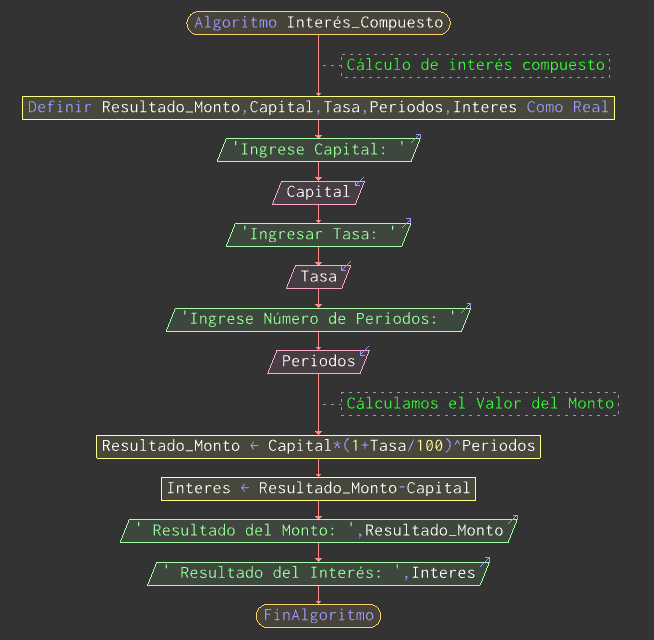 Algoritmo Interés_Compuesto
Cálculo de interés compuesto
Definir Resultado_Monto,Capital,Tasa,Periodos,Interes Como Real
'Ingrese Capital: '
Capital
'Ingresar Tasa: '
Tasa
'Ingrese Número de Periodos: '
Periodos
Cálculamos el Valor del Monto
Resultado_Monto ← Capital*(1+Tasa/100)^Periodos
Interes ← Resultado_Monto-Capital
' Resultado del Monto: ',Resultado_Monto
' Resultado del Interés: ',Interes
FinAlgoritmo